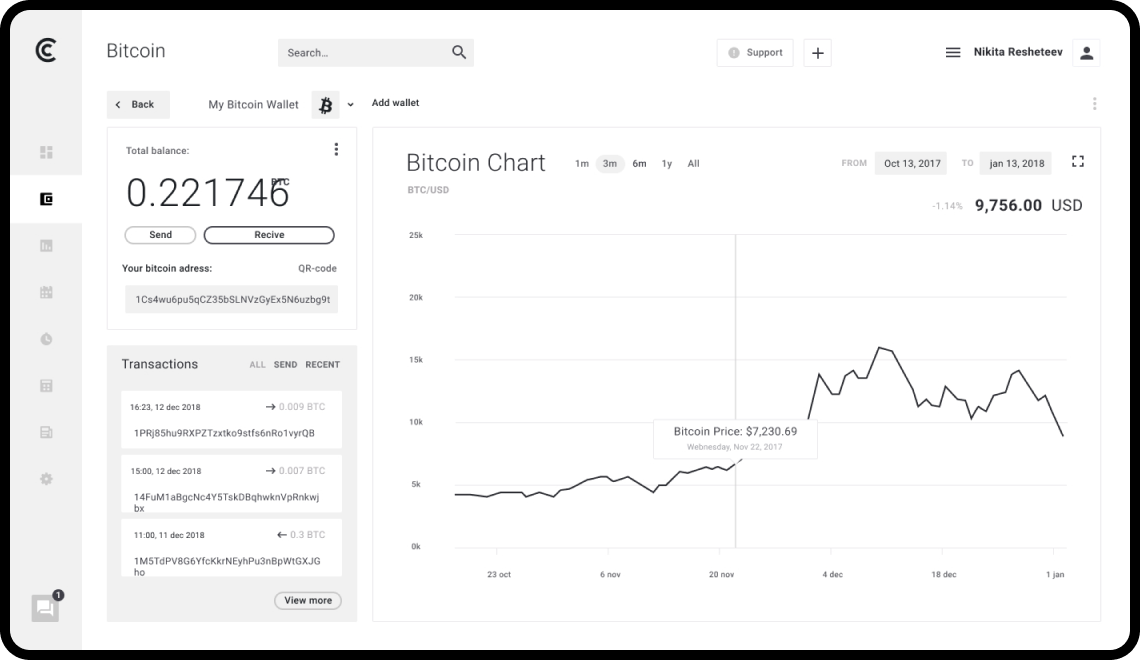 Bitcoin
Search...
Support
Nikita Resheteev
Back
My Bitcoin Wallet
Add wallet
Total balance:
0.221746 BTC
Send
Recive
Your bitcoin adress:
QR-code
1Cs4wu6pu5qCZ35bSLNVzGyEx5N6uzbg9t
Transactions
ALL SEND RECENT
16:23, 12 dec 2018
→ 0.009 BTC
1PRj85hu9RXPZTzxtko9stfs6nRo1vyrQB
15:00, 12 dec 2018
→ 0.007 BTC
14FuM1aBgcNc4Y5TskDBqhwknVpRnkwj
bx
11:00, 11 dec 2018
← 0.3 BTC
1M5TdPV8G6YfcKkrNEyhPu3nBpWtGXJG
ho
View more
1
Bitcoin Chart
1m 3m 6m 1y All
FROM Oct 13, 2017 TO jan 13, 2018
BTC/USD
-1.14% 9,756.00 USD
25k
20k
15k
10k
5k
0k
Bitcoin Price: $7,230.69
Webnesday, Nov 22, 2017
23 oct
6 nov
20 nov
4 dec
18 dec
1 jan